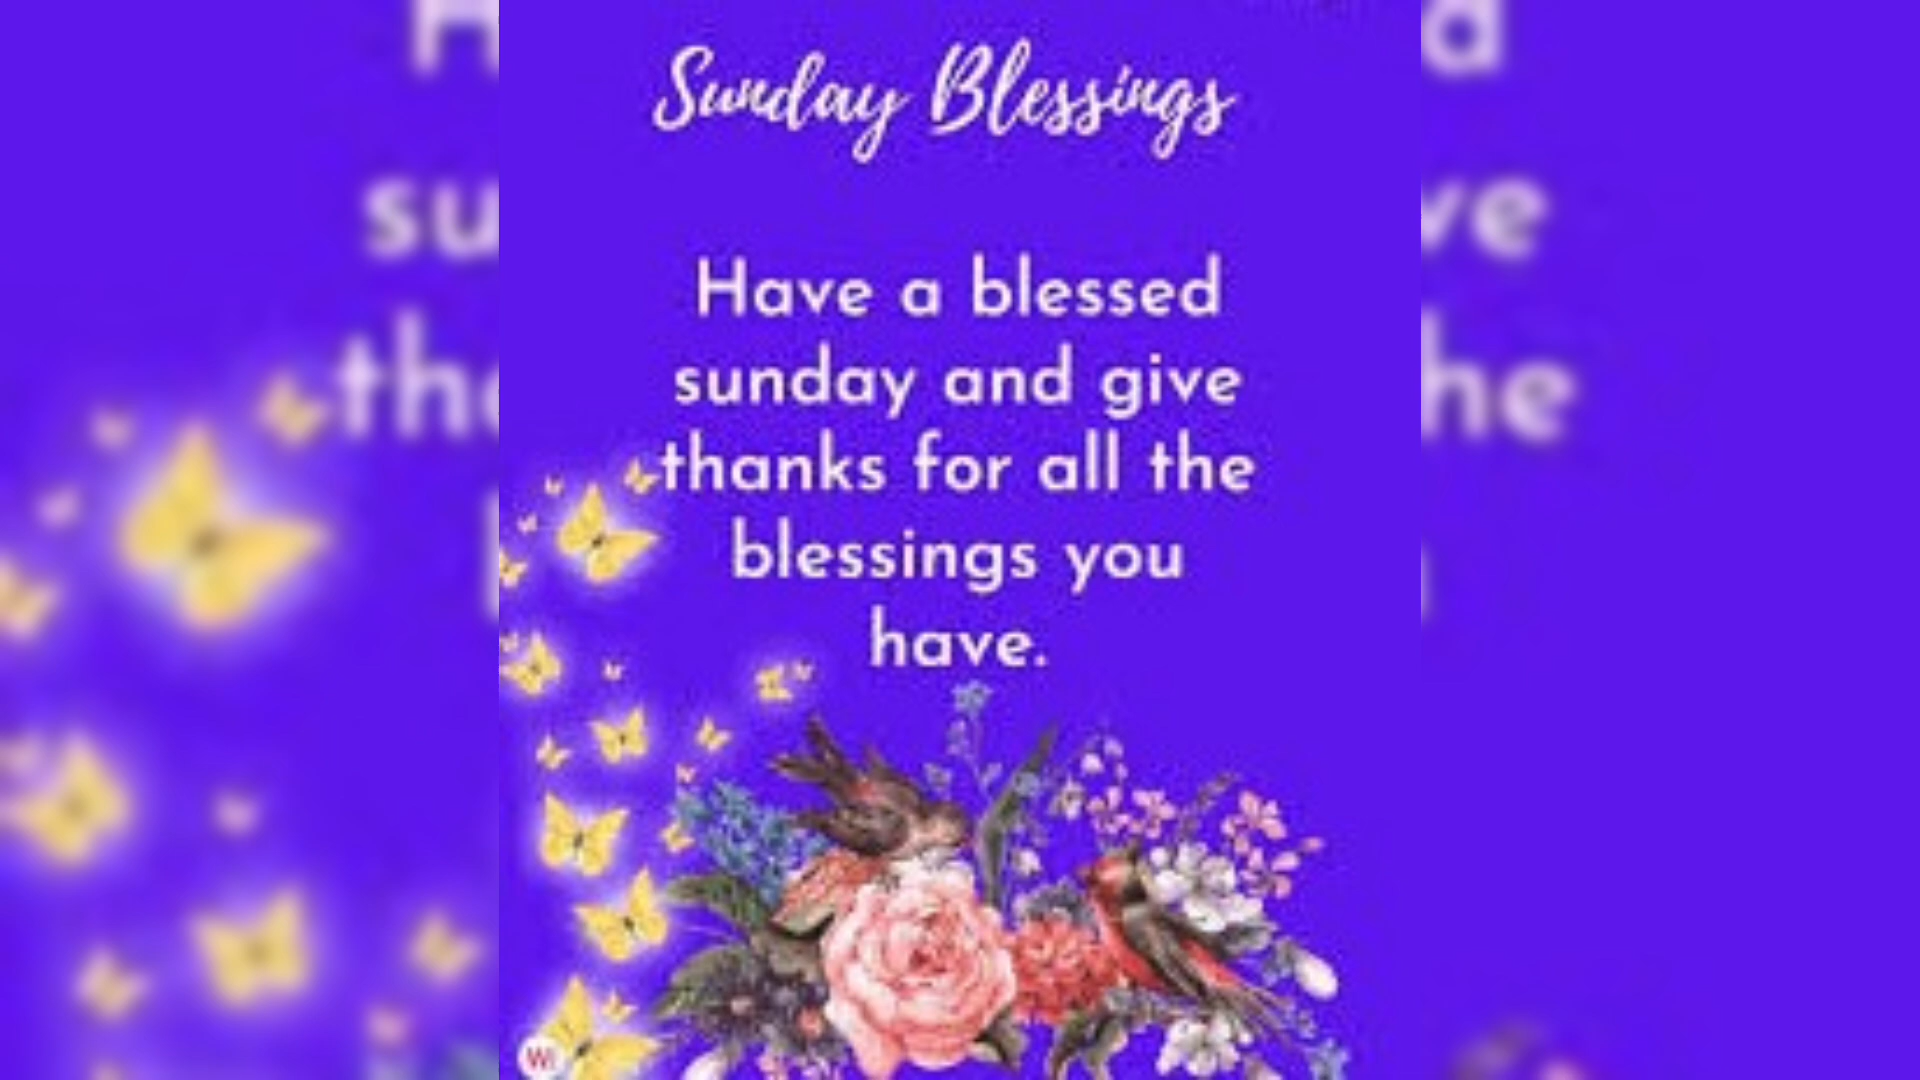 Sunday Blessings
Have a blessed
sunday and give
thanks for all the
blessings you
have.